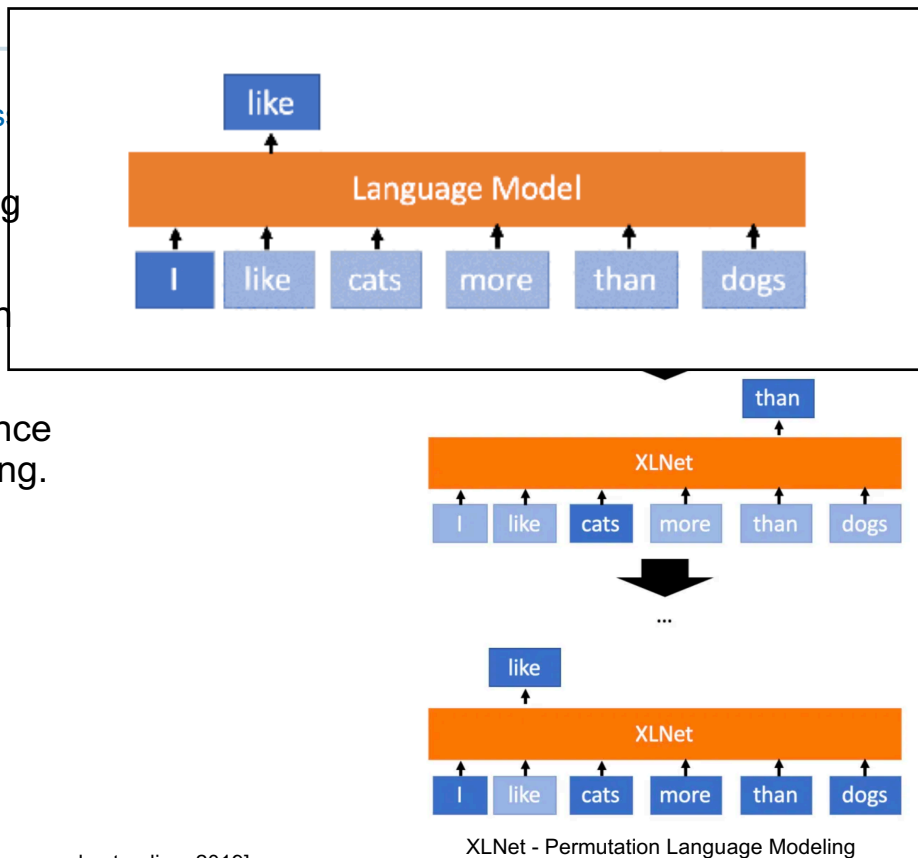 s
ng
n
nce
ng.
like
Language Model
I like cats more than dogs
than
XLNet
I like cats more than dogs
...
like
XLNet
I like cats more than dogs
XLNet - Permutation Language Modeling